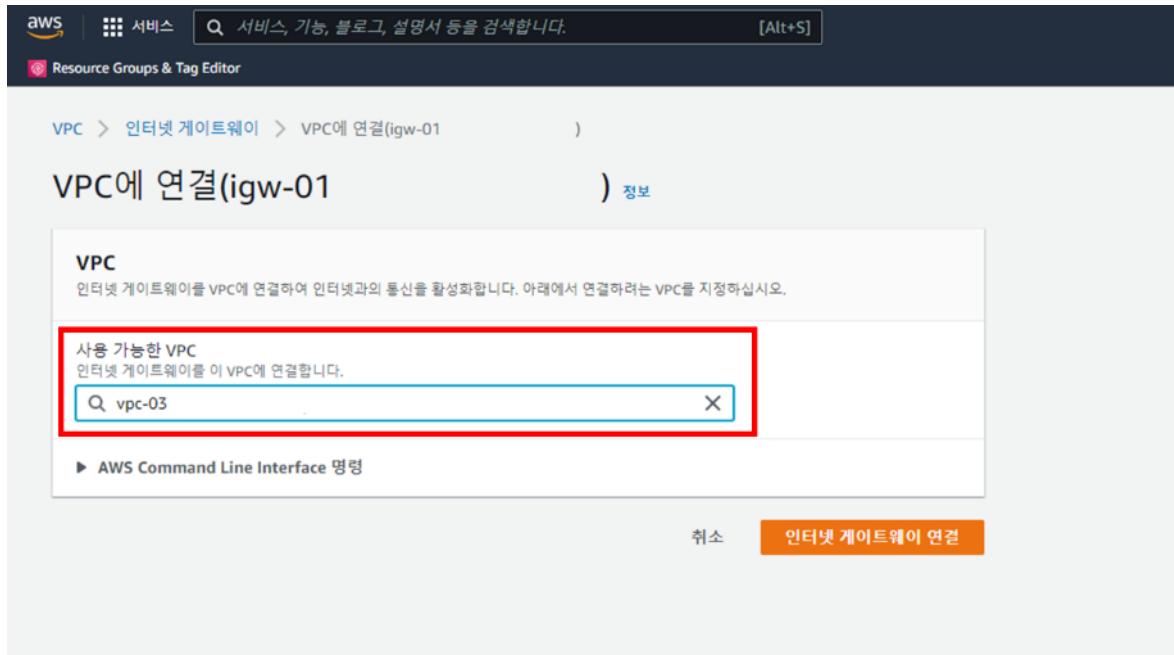 aws 서비스 서비스, 기능, 블로그, 설명서 등을 검색합니다. [Alt+S]
Resource Groups & Tag Editor
VPC > 인터넷 게이트웨이 > VPC에 연결(igw-01 )
VPC에 연결(igw-01 ) 정보
VPC
인터넷 게이트웨이를 VPC에 연결하여 인터넷과의 통신을 활성화합니다. 아래에서 연결하려는 VPC를 지정하십시오.
사용 가능한 VPC
인터넷 게이트웨이를 이 VPC에 연결합니다.
vpc-03
AWS Command Line Interface 명령
취소 인터넷 게이트웨이 연결